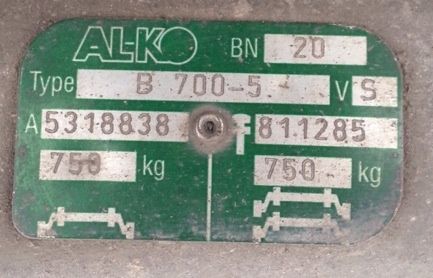 AL-KO BN 20
Type B 700-5 V S
A 5318838 f 811285
750 kg 750 kg